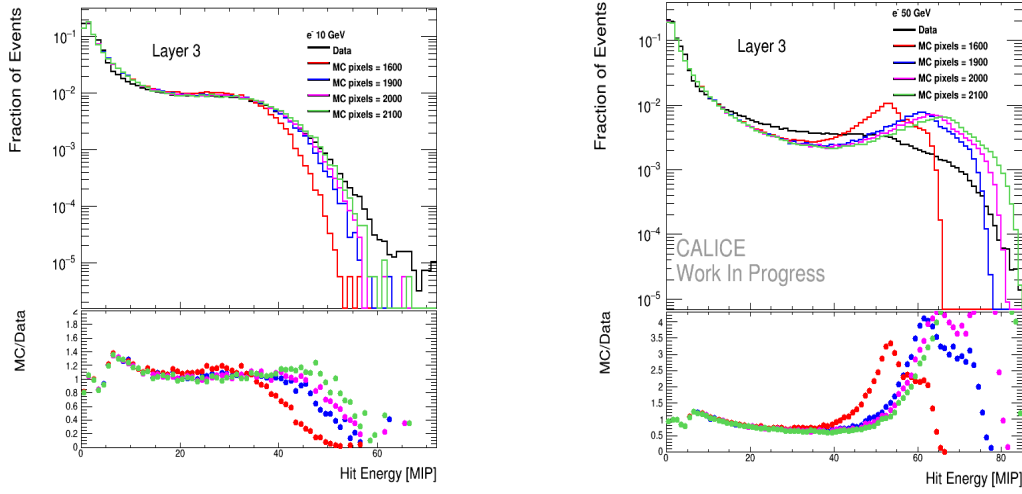 Fraction of Events
10⁻¹
10⁻²
10⁻³
10⁻⁴
10⁻⁵
Layer 3
e⁻ 10 GeV
Data
MC pixels = 1600
MC pixels = 1900
MC pixels = 2000
MC pixels = 2100
MC/Data
2
1.8
1.6
1.4
1.2
1
0.8
0.6
0.4
0.2
0
0 20 40 60
Hit Energy [MIP]
Fraction of Events
10⁻¹
10⁻²
10⁻³
10⁻⁴
10⁻⁵
Layer 3
e⁻ 50 GeV
Data
MC pixels = 1600
MC pixels = 1900
MC pixels = 2000
MC pixels = 2100
CALICE
Work In Progress
MC/Data
4
3.5
3
2.5
2
1.5
1
0.5
0 10 20 30 40 50 60 70 80
Hit Energy [MIP]